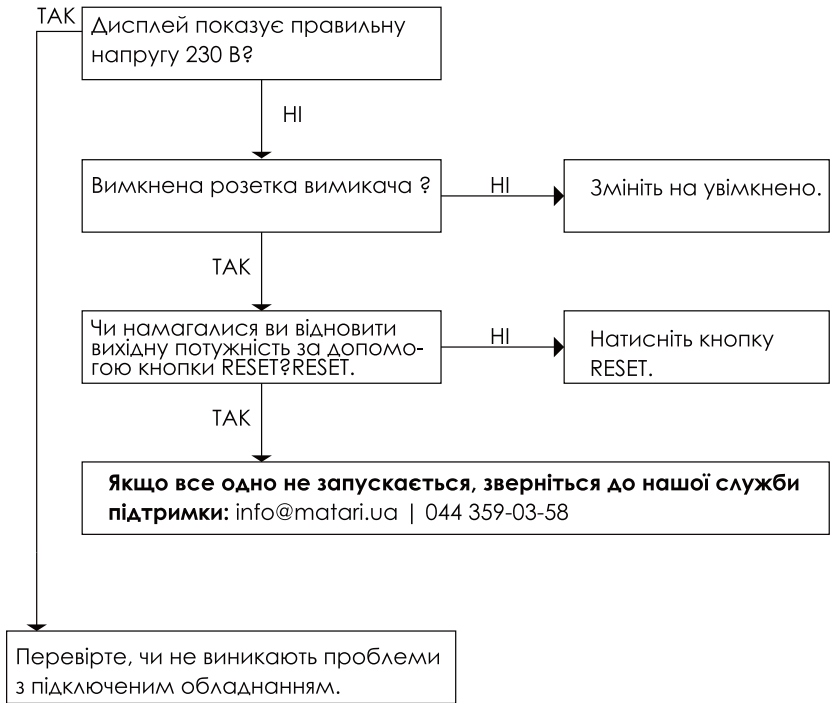 ТАК
Дисплей показує правильну
напругу 230 В?
НІ
Вимкнена розетка вимикача ?
НІ
Змініть на увімкнено.
ТАК
Чи намагалися ви відновити
вихідну потужність за допомо-
гою кнопки RESET?RESET.
НІ
Натисніть кнопку
RESET.
ТАК
Якщо все одно не запускається, зверніться до нашої служби
підтримки: info@matari.ua | 044 359-03-58
Перевірте, чи не виникають проблеми
з підключеним обладнанням.